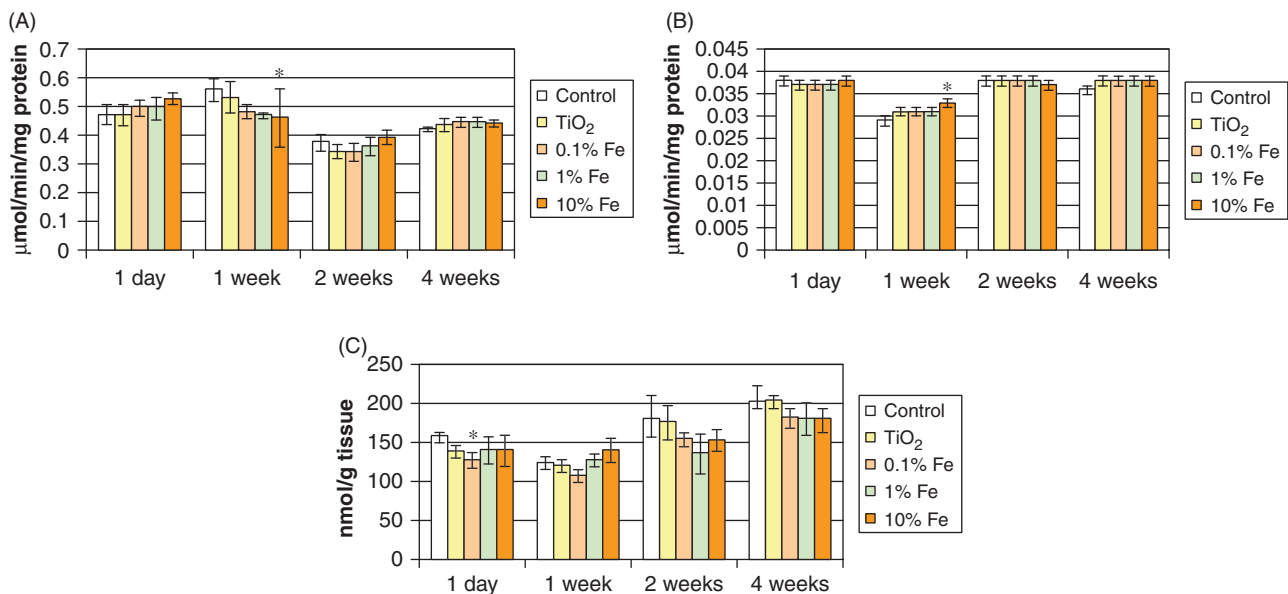 (A)
μmol/min/mg protein
0.7
0.6
0.5
0.4
0.3
0.2
0.1
0
*
1 day 1 week 2 weeks 4 weeks
Control
TiO2
0.1% Fe
1% Fe
10% Fe
(B)
μmol/min/mg protein
0.045
0.04
0.035
0.03
0.025
0.02
0.015
0.01
0.005
0
*
1 day 1 week 2 weeks 4 weeks
Control
TiO2
0.1% Fe
1% Fe
10% Fe
(C)
nmol/g tissue
250
200
150
100
50
0
*
1 day 1 week 2 weeks 4 weeks
Control
TiO2
0.1% Fe
1% Fe
10% Fe